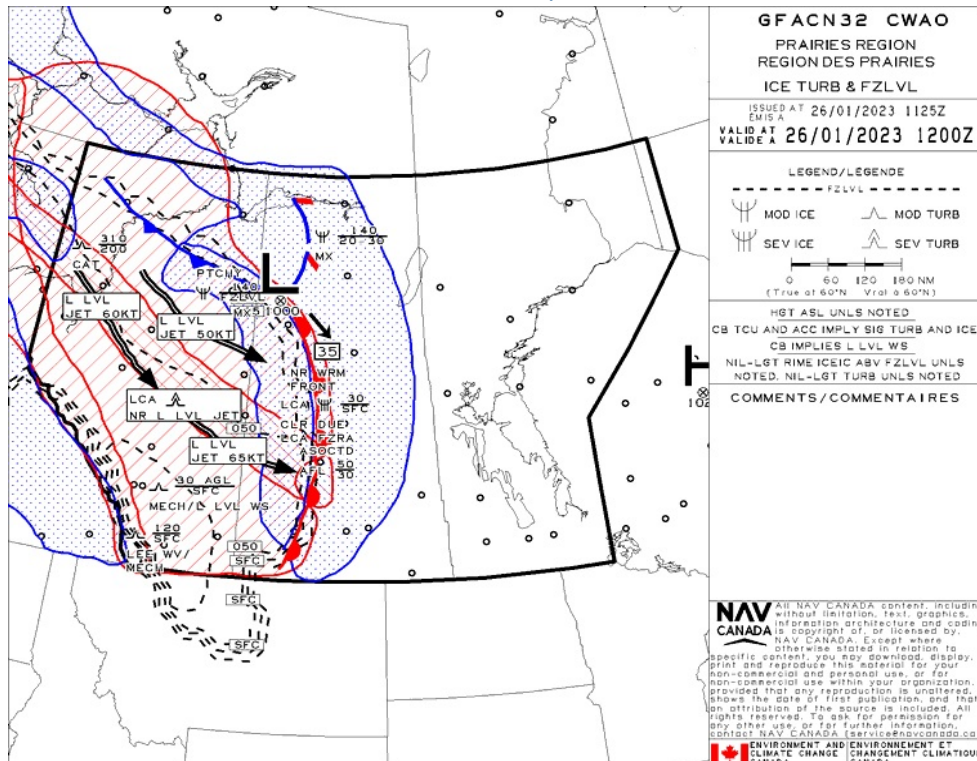 GFACN32 CWAO
PRAIRIES REGION
REGION DES PRAIRIES
ICE TURB & FZLVL
ISSUED AT
EMIS A
26/01/2023 1125Z
VALID AT
VALIDE A
26/01/2023 1200Z
LEGEND/LÉGENDE
FZLVL
MOD ICE
MOD TURB
SEV ICE
SEV TURB
0 60 120 180 NM
(True at 60°N Vrai à 60°N)
HGT ASL UNLS NOTED
CB TCU AND ACC IMPLY SIG TURB AND ICE
CB IMPLIES L LVL WS
NIL-LGT RIME ICEIC ABV FZLVL UNLS
NOTED. NIL-LGT TURB UNLS NOTED
COMMENTS/COMMENTAIRES
310
200
CAT
140
20-30
MX
PTCHY
140
FZLVL
MX
L
1000
L LVL
JET 60KT
L LVL
JET 50KT
35
NR WRM
FRONT
LCA
30
SFC
CLR DUE
LCA FZRA
ASOCTD
AFL
50
30
LCA
NR L LVL JET
050
L LVL
JET 65KT
30 AGL
SFC
MECH/L LVL WS
120
SFC
LEE WV/
MECH
050
SFC
SFC
SFC
H
102
NAV
CANADA
All NAV CANADA content, including
without limitation, text, graphics,
information architecture and coding
is copyright of, or licensed by,
NAV CANADA. Except where
otherwise stated in relation to
specific content, you may download, display,
print and reproduce this material for your
non-commercial and personal use, or for
non-commercial use within your organization,
provided that any reproduction is unaltered,
shows the date of first publication, and that
an attribution of the source is included. All
rights reserved. To ask for permission for
any other use, or for further information,
contact NAV CANADA (service@navcanada.ca
ENVIRONMENT AND
CLIMATE CHANGE
CANADA
ENVIRONNEMENT ET
CHANGEMENT CLIMATIQUE
CANADA